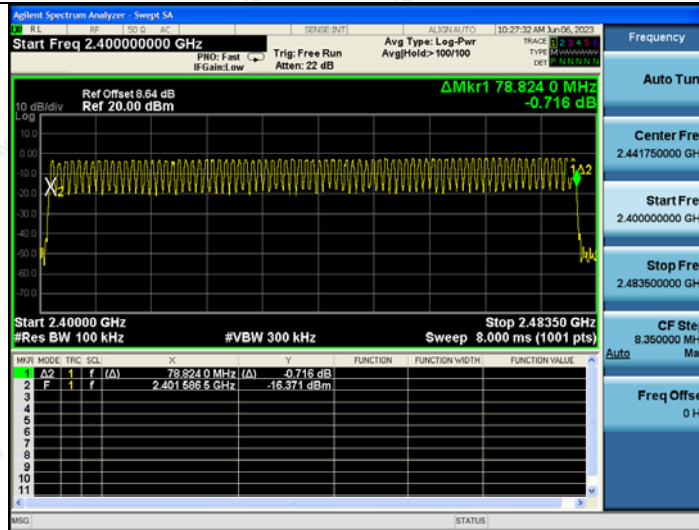 Agilent Spectrum Analyzer - Swept SA
RL RF 50 Ω AC SENSE:INT ALIGN AUTO 10:27:32 AM Jun 06, 2023
Start Freq 2.400000000 GHz
PNO: Fast
IFGain:Low
Trig: Free Run
Atten: 22 dB
Avg Type: Log-Pwr
Avg|Hold:> 100/100
TRACE 1 2 3 4 5 6
TYPE M
DET P N N N N N
Ref Offset 8.64 dB
Ref 20.00 dBm
ΔMkr1 78.824 0 MHz
-0.716 dB
10 dB/div
Log
10.0
0.00
-10.0
-20.0
-30.0
-40.0
-50.0
-60.0
-70.0
2
1Δ2
Start 2.40000 GHz
Stop 2.48350 GHz
#Res BW 100 kHz
#VBW 300 kHz
Sweep 8.000 ms (1001 pts)
MKR MODE TRC SCL X Y FUNCTION FUNCTION WIDTH FUNCTION VALUE
1 Δ2 1 f (Δ) 78.824 0 MHz (Δ) -0.716 dB
2 F 1 f 2.401 586 5 GHz -16.371 dBm
3
4
5
6
7
8
9
10
11
MSG STATUS
Frequency
Auto Tun
Center Fre
2.441750000 GH
Start Fre
2.400000000 GH
Stop Fre
2.483500000 GH
CF Ste
8.350000 MH
Auto Ma
Freq Offse
0 H